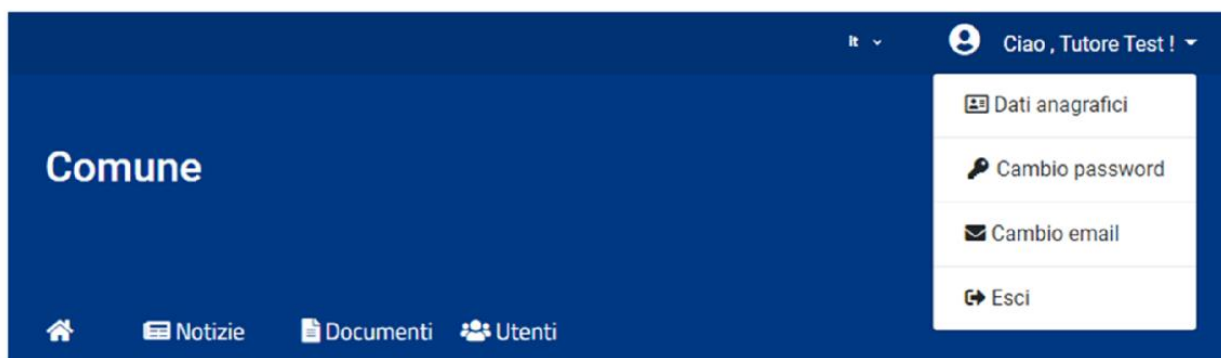 it
Ciao , Tutore Test !
Dati anagrafici
Comune
Cambio password
Cambio email
Esci
Notizie Documenti Utenti